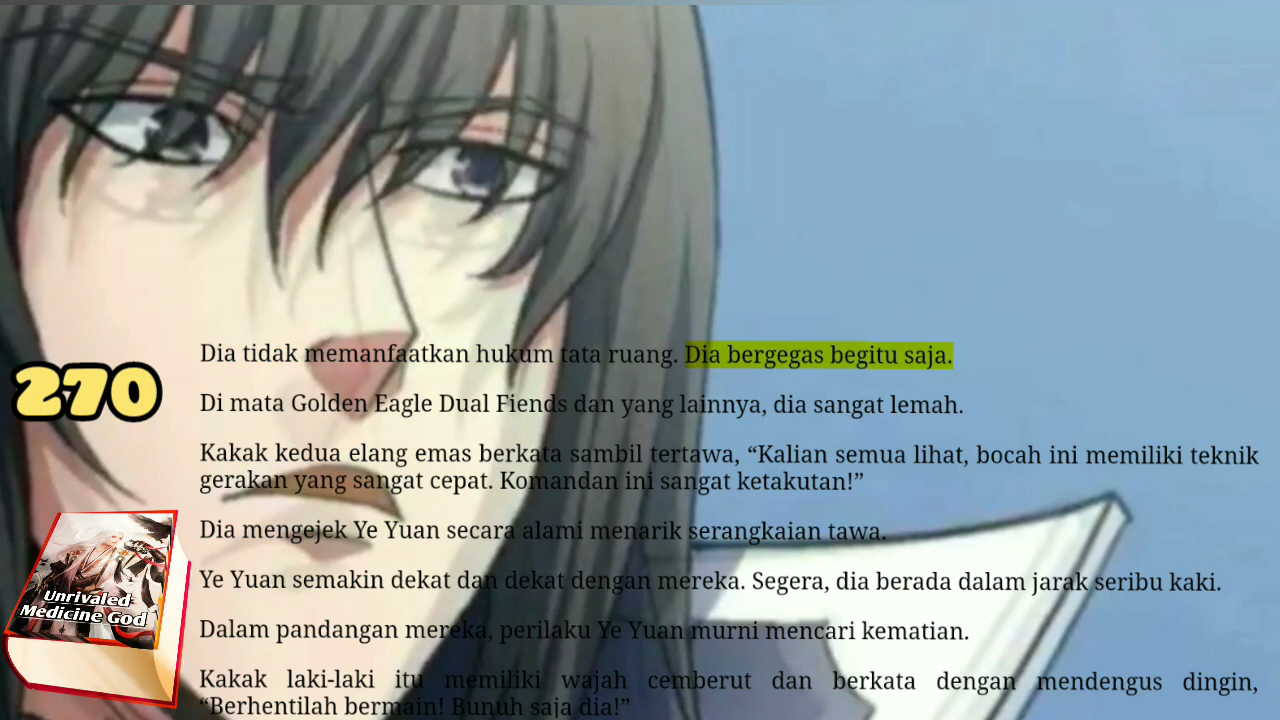 Dia tidak memanfaatkan hukum tata ruang. Dia bergegas begitu saja.
270
Di mata Golden Eagle Dual Fiends dan yang lainnya, dia sangat lemah.
Kakak kedua elang emas berkata sambil tertawa, “Kalian semua lihat, bocah ini memiliki teknik
gerakan yang sangat cepat. Komandan ini sangat ketakutan!”
Dia mengejek Ye Yuan secara alami menarik serangkaian tawa.
Ye Yuan semakin dekat dan dekat dengan mereka. Segera, dia berada dalam jarak seribu kaki.
Unrivaled
Medicine God
Dalam pandangan mereka, perilaku Ye Yuan murni mencari kematian.
Kakak laki-laki itu memiliki wajah cemberut dan berkata dengan mendengus dingin,
“Berhentilah bermain! Bunuh saja dia!”